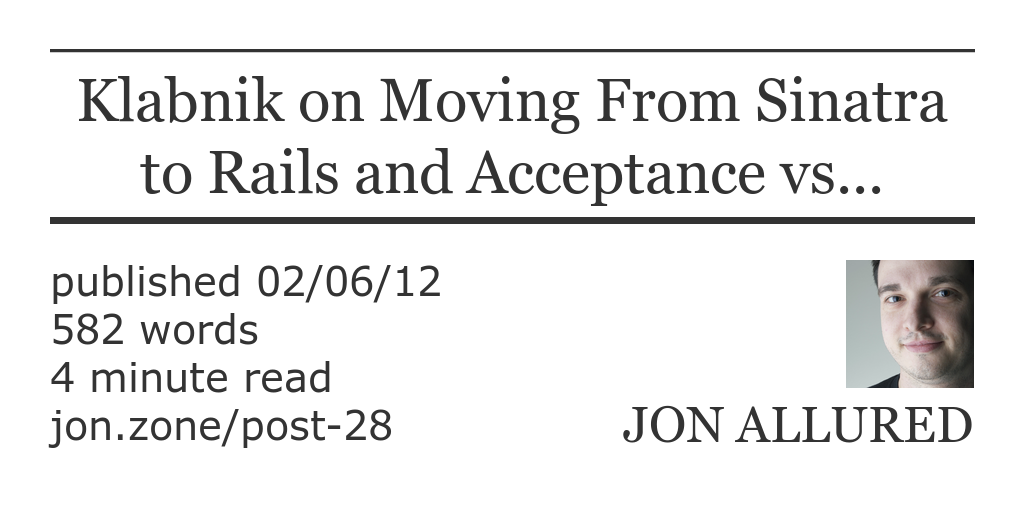 Klabnik on Moving From Sinatra
to Rails and Acceptance vs...
published 02/06/12
582 words
4 minute read
jon.zone/post-28
JON ALLURED